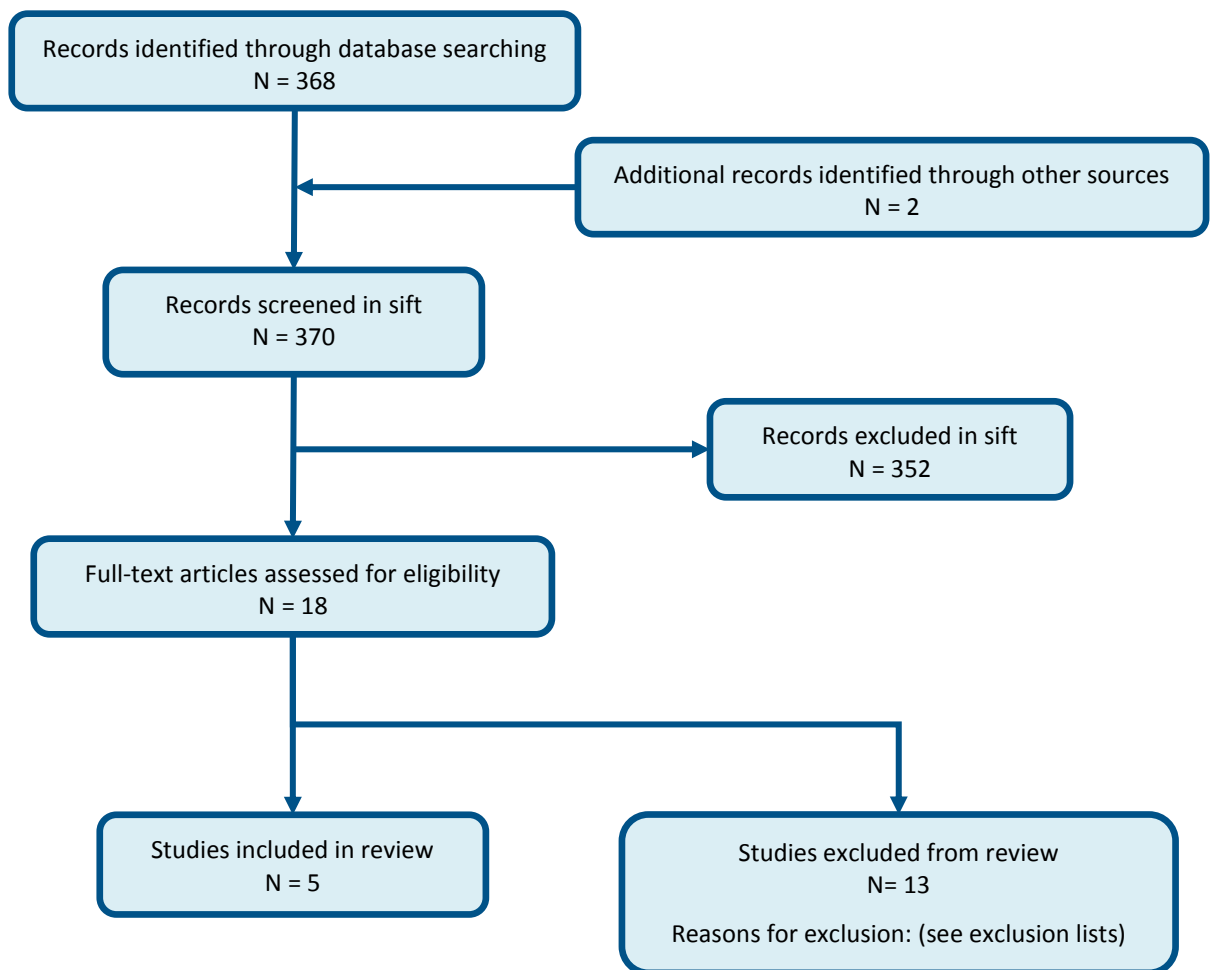 Records identified through database searching
N = 368
Additional records identified through other sources
N = 2
Records screened in sift
N = 370
Records excluded in sift
N = 352
Full-text articles assessed for eligibility
N = 18
Studies included in review
N = 5
Studies excluded from review
N= 13
Reasons for exclusion: (see exclusion lists)